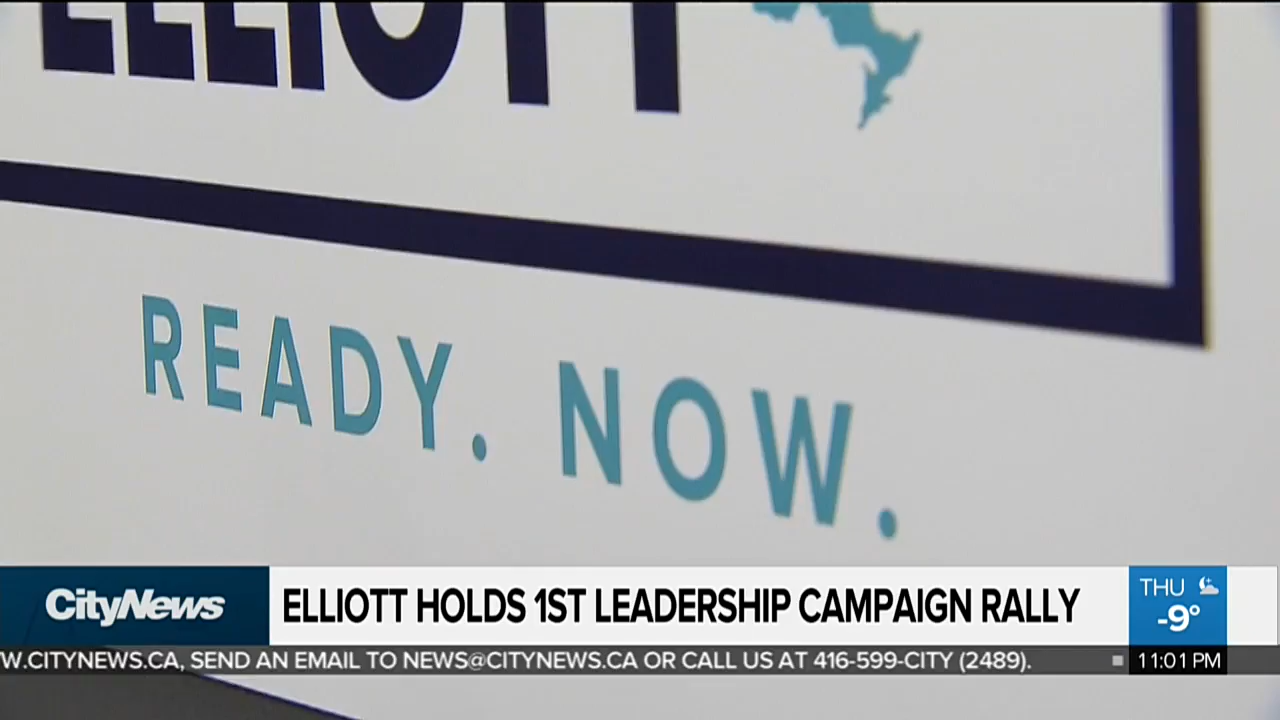 ELLIOTT
READY. NOW.
CityNews
ELLIOTT HOLDS 1ST LEADERSHIP CAMPAIGN RALLY
THU
-9°
W.CITYNEWS.CA, SEND AN EMAIL TO NEWS@CITYNEWS.CA OR CALL US AT 416-599-CITY (2489).
11:01 PM